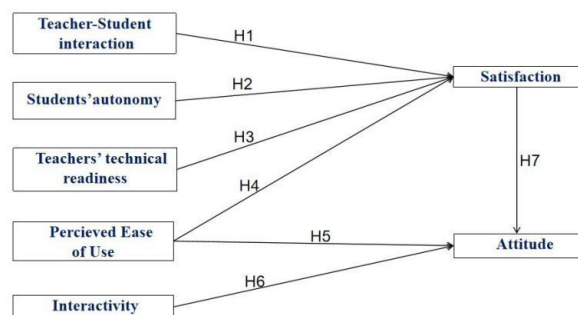 Teacher-Student
interaction
H1
Students'autonomy
H2
Satisfaction
Teachers' technical
readiness
H3
H4
H7
Percieved Ease
of Use
H5
Attitude
H6
Interactivity